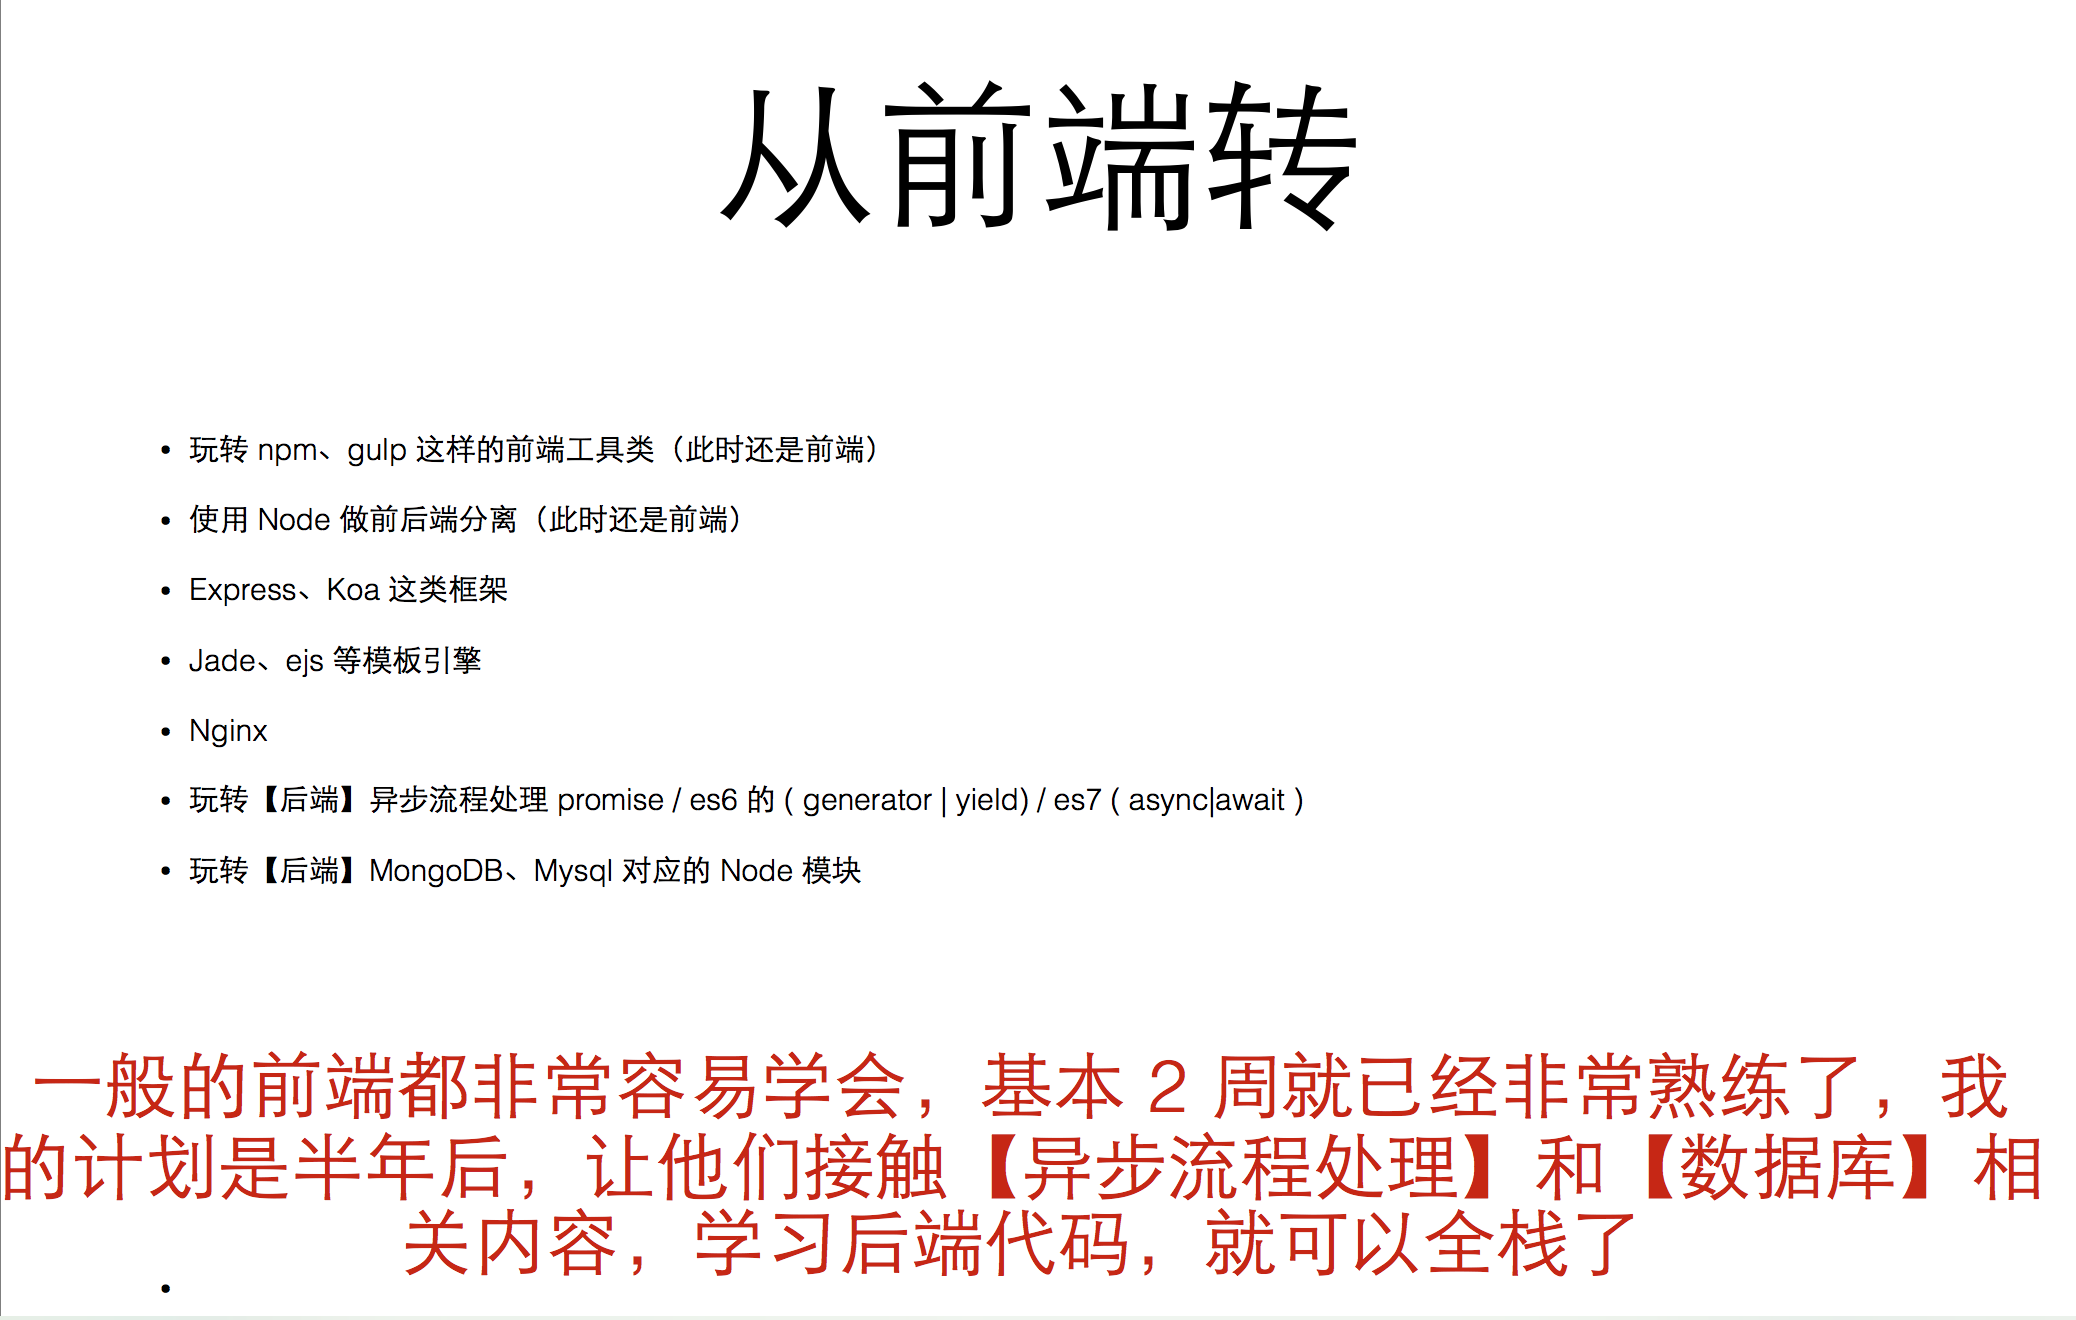 从前端转
• 玩转 npm、gulp 这样的前端工具类（此时还是前端）
• 使用 Node 做前后端分离（此时还是前端）
• Express、Koa 这类框架
• Jade、ejs 等模板引擎
• Nginx
• 玩转【后端】异步流程处理 promise / es6 的 ( generator | yield) / es7 ( async|await )
• 玩转【后端】MongoDB、Mysql 对应的 Node 模块
一般的前端都非常容易学会，基本 2 周就已经非常熟练了，我
的计划是半年后，让他们接触【异步流程处理】和【数据库】相
关内容，学习后端代码，就可以全栈了
•